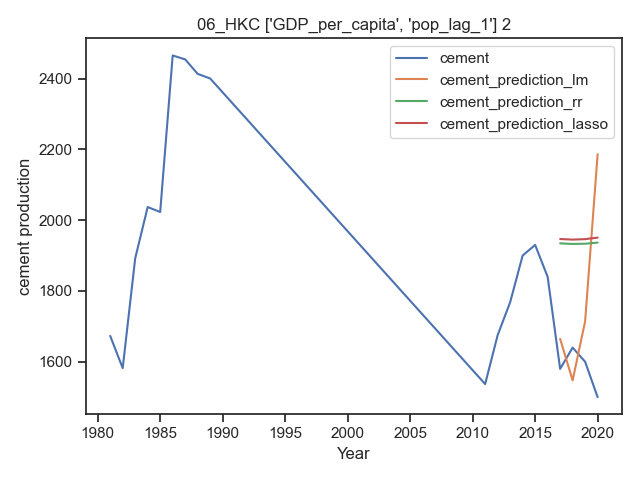 06_HKC ['GDP_per_capita', 'pop_lag_1'] 2
cement
cement_prediction_lm
cement_prediction_rr
cement_prediction_lasso
cement production
2400
2200
2000
1800
1600
1980 1985 1990 1995 2000 2005 2010 2015 2020
Year